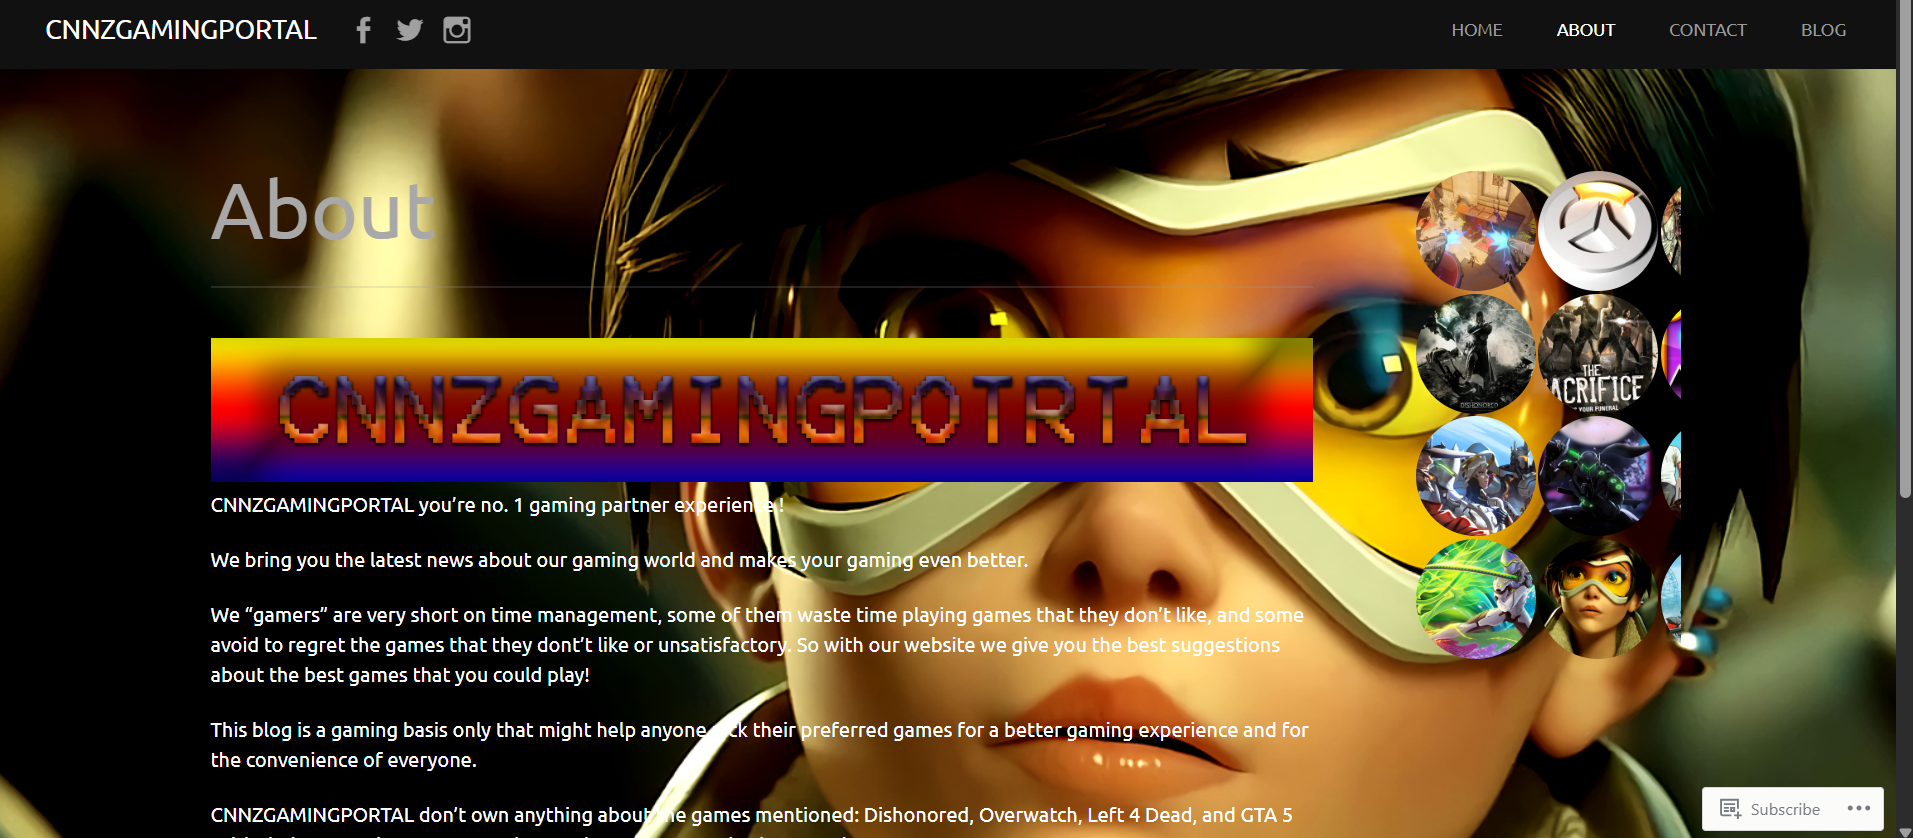 CNNZGAMINGPORTAL
HOME ABOUT CONTACT BLOG
About
CNNZGAMINGPOTRTAL
CNNZGAMINGPORTAL you’re no. 1 gaming partner experience !
We bring you the latest news about our gaming world and makes your gaming even better.
We “gamers” are very short on time management, some of them waste time playing games that they don’t like, and some
avoid to regret the games that they dont’t like or unsatisfactory. So with our website we give you the best suggestions
about the best games that you could play!
This blog is a gaming basis only that might help anyone pick their preferred games for a better gaming experience and for
the convenience of everyone.
CNNZGAMINGPORTAL don’t own anything about the games mentioned: Dishonored, Overwatch, Left 4 Dead, and GTA 5
DISHONORED
THE
SACRIFICE
YOUR FUNERAL
Subscribe